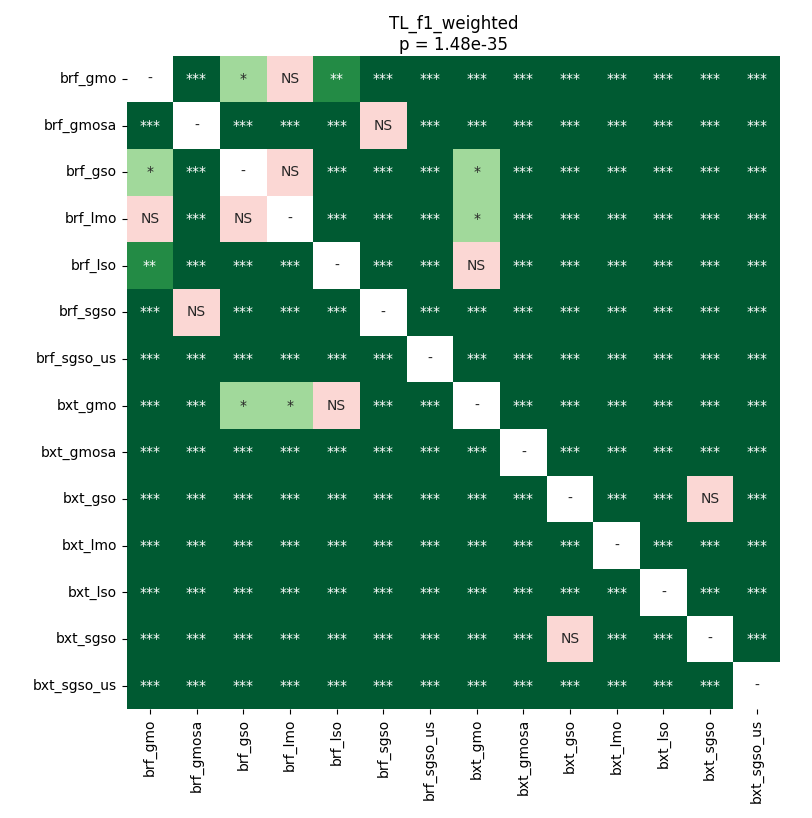 TL_f1_weighted
p = 1.48e-35
brf_gmo - *** * NS ** *** *** *** *** *** *** *** *** ***
brf_gmosa *** - *** *** *** NS *** *** *** *** *** *** *** ***
brf_gso * *** - NS *** *** *** * *** *** *** *** *** ***
brf_lmo NS *** NS - *** *** *** * *** *** *** *** *** ***
brf_lso ** *** *** *** - *** *** NS *** *** *** *** *** ***
brf_sgso *** NS *** *** *** - *** *** *** *** *** *** *** ***
brf_sgso_us *** *** *** *** *** *** - *** *** *** *** *** *** ***
bxt_gmo *** *** * * NS *** *** - *** *** *** *** *** ***
bxt_gmosa *** *** *** *** *** *** *** *** - *** *** *** *** ***
bxt_gso *** *** *** *** *** *** *** *** *** - *** *** NS ***
bxt_lmo *** *** *** *** *** *** *** *** *** *** - *** *** ***
bxt_lso *** *** *** *** *** *** *** *** *** *** *** - *** ***
bxt_sgso *** *** *** *** *** *** *** *** *** NS *** *** - ***
bxt_sgso_us *** *** *** *** *** *** *** *** *** *** *** *** *** -
brf_gmo
brf_gmosa
brf_gso
brf_lmo
brf_lso
brf_sgso
brf_sgso_us
bxt_gmo
bxt_gmosa
bxt_gso
bxt_lmo
bxt_lso
bxt_sgso
bxt_sgso_us